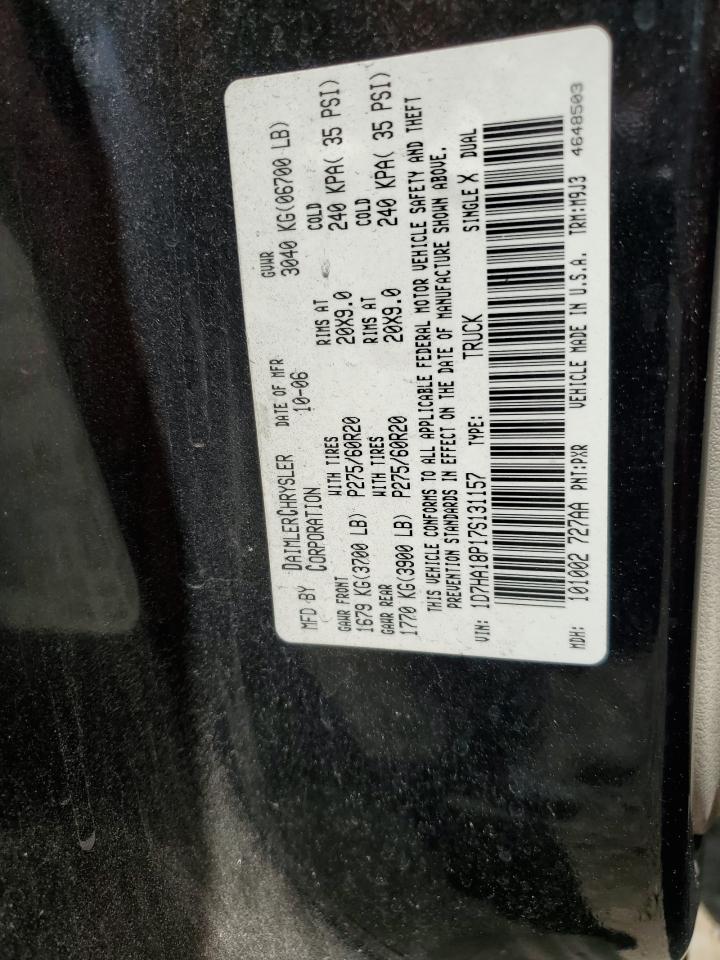 MFD BY DAIMLERCHRYSLER CORPORATION DATE OF MFR 10-06 GVWR 3040 KG(06700 LB)
GAWR FRONT WITH TIRES RIMS AT COLD
1679 KG(3700 LB) P275/60R20 20X9.0 240 KPA( 35 PSI)
GAWR REAR WITH TIRES RIMS AT COLD
1770 KG(3900 LB) P275/60R20 20X9.0 240 KPA( 35 PSI)
THIS VEHICLE CONFORMS TO ALL APPLICABLE FEDERAL MOTOR VEHICLE SAFETY AND THEFT
PREVENTION STANDARDS IN EFFECT ON THE DATE OF MANUFACTURE SHOWN ABOVE.
VIN: 1D7HA18P17S131157 TYPE: TRUCK SINGLE X DUAL
MDH: 101002 727AA PNT:PXR VEHICLE MADE IN U.S.A. TRM:M9J3 4648503